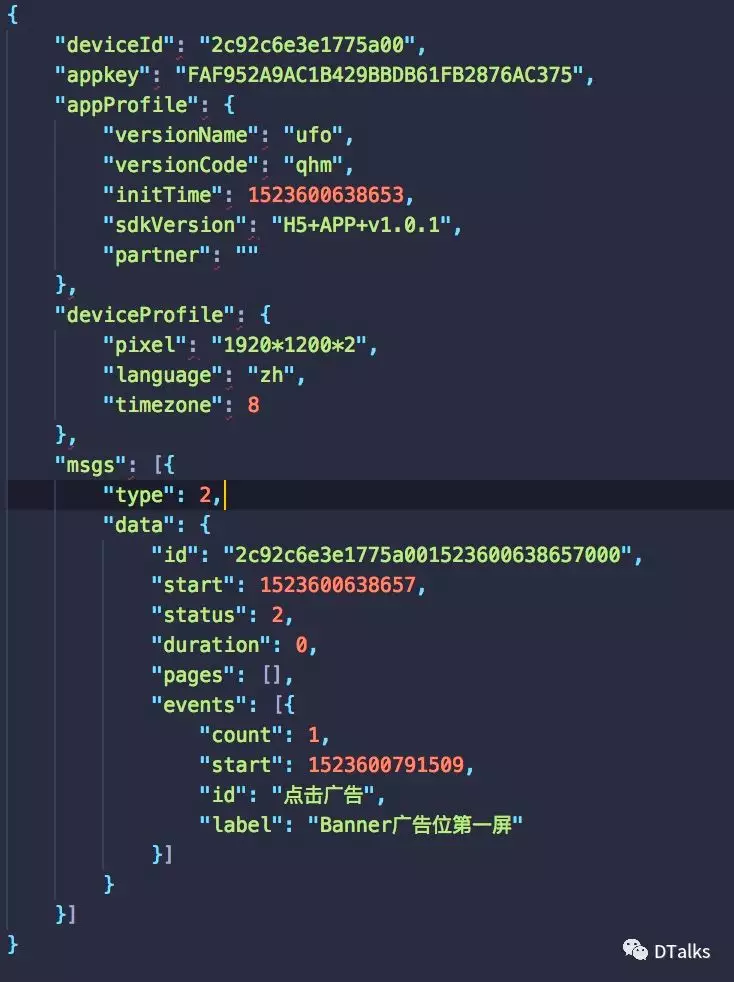 {
"deviceId": "2c92c6e3e1775a00",
"appkey": "FAF952A9AC1B429BBDB61FB2876AC375",
"appProfile": {
"versionName": "ufo",
"versionCode": "qhm",
"initTime": 1523600638653,
"sdkVersion": "H5+APP+v1.0.1",
"partner": ""
},
"deviceProfile": {
"pixel": "1920*1200*2",
"language": "zh",
"timezone": 8
},
"msgs": [{
"type": 2,
"data": {
"id": "2c92c6e3e1775a001523600638657000",
"start": 1523600638657,
"status": 2,
"duration": 0,
"pages": [],
"events": [{
"count": 1,
"start": 1523600791509,
"id": "点击广告",
"label": "Banner广告位第一屏"
}]
}
}]
}
DTalks